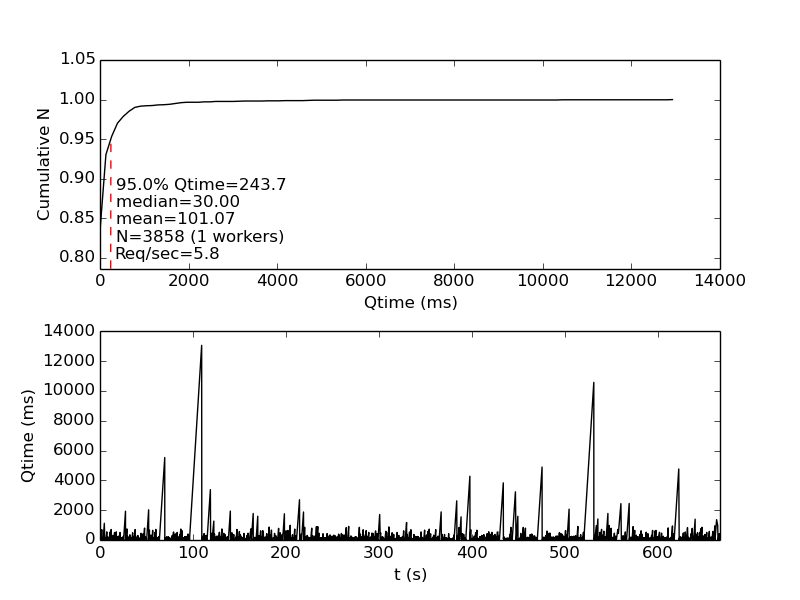 1.05
1.00
0.95
0.90
0.85
0.80
Cumulative N
95.0% Qtime=243.7
median=30.00
mean=101.07
N=3858 (1 workers)
Req/sec=5.8
0 2000 4000 6000 8000 10000 12000 14000
Qtime (ms)
14000
12000
10000
8000
6000
4000
2000
0
Qtime (ms)
0 100 200 300 400 500 600
t (s)